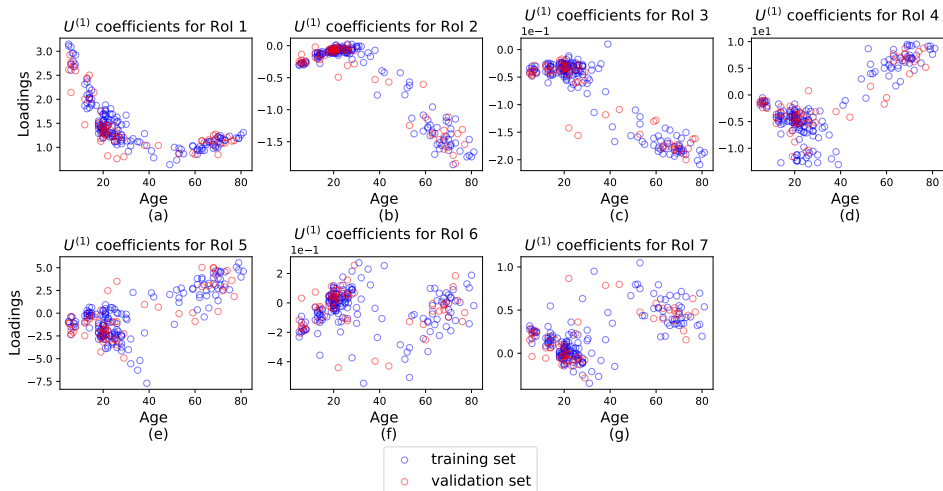 U(1) coefficients for RoI 1
U(1) coefficients for RoI 2
U(1) coefficients for RoI 3
U(1) coefficients for RoI 4
1e−1
1e1
Loadings
3.0
2.5
2.0
1.5
1.0
0.0
−0.5
−1.0
−1.5
0.0
−0.5
−1.0
−1.5
−2.0
1.0
0.5
0.0
−0.5
−1.0
20 40 60 80
20 40 60 80
20 40 60 80
20 40 60 80
Age
Age
Age
Age
(a)
(b)
(c)
(d)
U(1) coefficients for RoI 5
U(1) coefficients for RoI 6
U(1) coefficients for RoI 7
1e−1
Loadings
5.0
2.5
0.0
−2.5
−5.0
−7.5
2
0
−2
−4
1.0
0.5
0.0
20 40 60 80
20 40 60 80
20 40 60 80
Age
Age
Age
(e)
(f)
(g)
training set
validation set